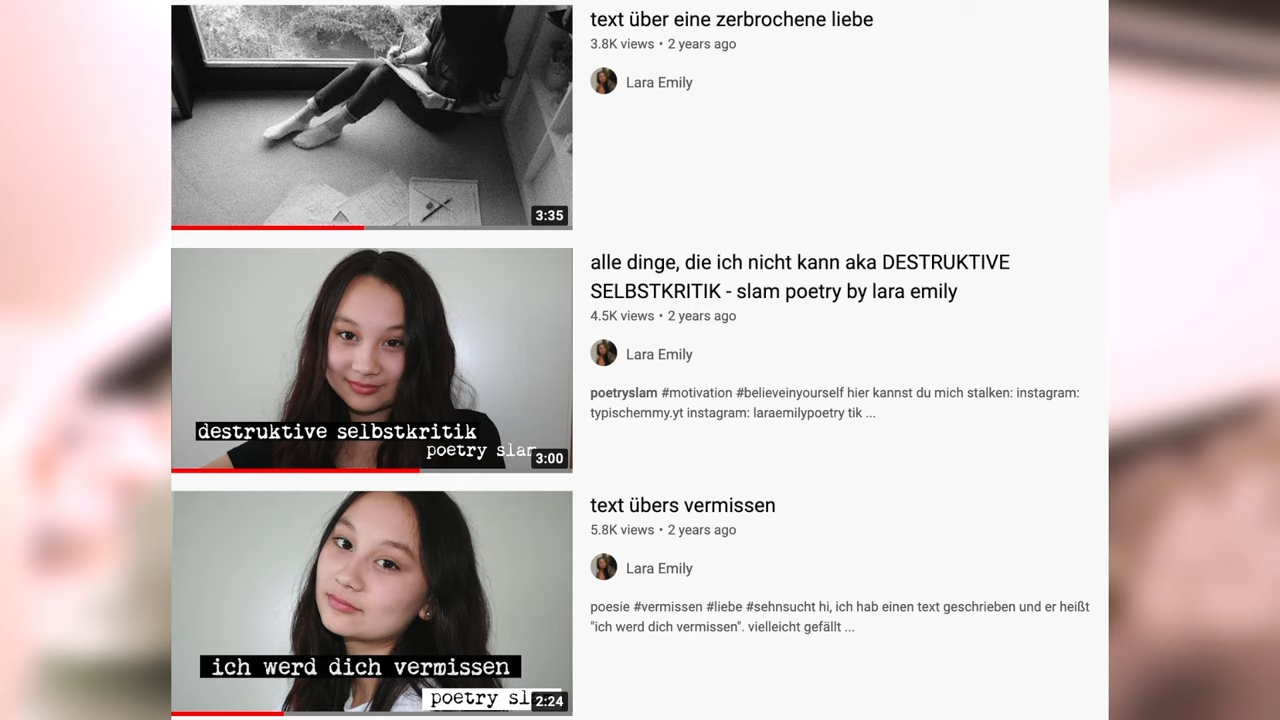 text über eine zerbrochene liebe
3.8K views • 2 years ago
Lara Emily
3:35
alle dinge, die ich nicht kann aka DESTRUKTIVE
SELBSTKRITIK - slam poetry by lara emily
4.5K views • 2 years ago
Lara Emily
poetryslam #motivation #believeinyourself hier kannst du mich stalken: instagram:
typischemmy.yt instagram: laraemilypoetry tik ...
destruktive selbstkritik
poetry slam
3:00
text übers vermissen
5.8K views • 2 years ago
Lara Emily
poesie #vermissen #liebe #sehnsucht hi, ich hab einen text geschrieben und er heißt
"ich werd dich vermissen". vielleicht gefällt ...
ich werd dich vermissen
poetry sl
2:24